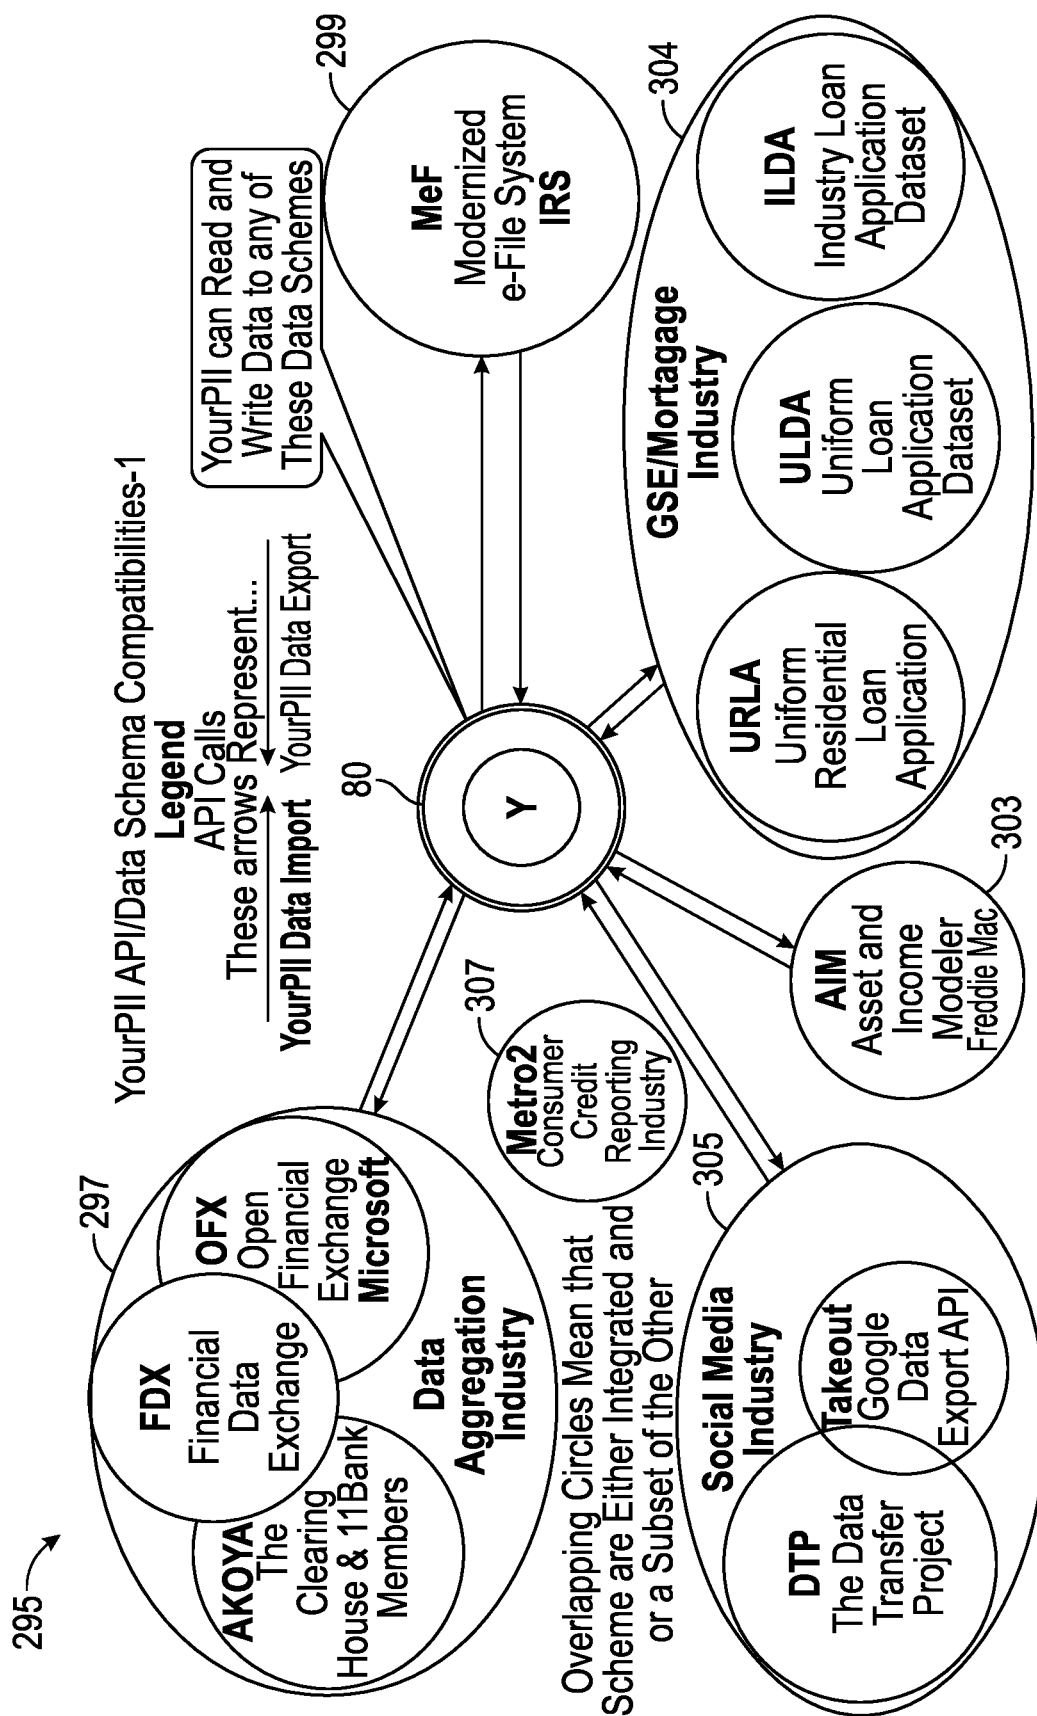 295
YourPII API/Data Schema Compatibilities-1
Legend
API Calls
These arrows Represent...
YourPII Data Import
YourPII Data Export
YourPII can Read and
Write Data to any of
These Data Schemes
297
FDX
Financial
Data
Exchange
AKOYA
The
Clearing
House & 11Bank
Members
OFX
Open
Financial
Exchange
Microsoft
Data
Aggregation
Industry
80
Y
299
MeF
Modernized
e-File System
IRS
307
Metro2
Consumer
Credit
Reporting
Industry
Overlapping Circles Mean that
Scheme are Either Integrated and
or a Subset of the Other
305
Social Media
Industry
DTP
The Data
Transfer
Project
Takeout
Google
Data
Export API
303
AIM
Asset and
Income
Modeler
Freddie Mac
304
GSE/Mortagage
Industry
URLA
Uniform
Residential
Loan
Application
ULDA
Uniform
Loan
Application
Dataset
ILDA
Industry Loan
Application
Dataset